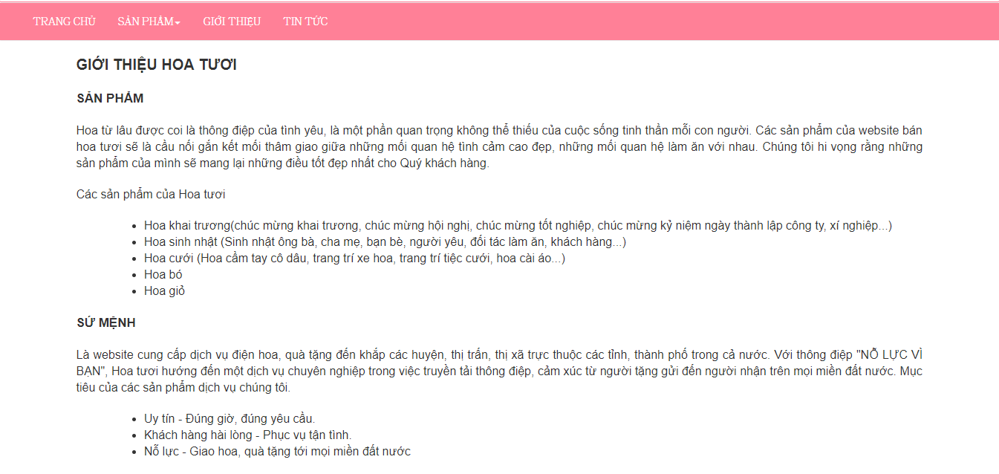 TRANG CHỦ SẢN PHẨM GIỚI THIỆU TIN TỨC
GIỚI THIỆU HOA TƯƠI
SẢN PHẨM
Hoa từ lâu được coi là thông điệp của tình yêu, là một phần quan trọng không thể thiếu của cuộc sống tinh thần mỗi con người. Các sản phẩm của website bán
hoa tươi sẽ là cầu nối gắn kết mối thâm giao giữa những mối quan hệ tình cảm cao đẹp, những mối quan hệ làm ăn với nhau. Chúng tôi hi vọng rằng những
sản phẩm của mình sẽ mang lại những điều tốt đẹp nhất cho Quý khách hàng.
Các sản phẩm của Hoa tươi
• Hoa khai trương(chúc mừng khai trương, chúc mừng hội nghị, chúc mừng tốt nghiệp, chúc mừng kỷ niệm ngày thành lập công ty, xí nghiệp...)
• Hoa sinh nhật (Sinh nhật ông bà, cha mẹ, bạn bè, người yêu, đối tác làm ăn, khách hàng...)
• Hoa cưới (Hoa cầm tay cô dâu, trang trí xe hoa, trang trí tiệc cưới, hoa cài áo...)
• Hoa bó
• Hoa giỏ
SỨ MỆNH
Là website cung cấp dịch vụ điện hoa, quà tặng đến khắp các huyện, thị trấn, thị xã trực thuộc các tỉnh, thành phố trong cả nước. Với thông điệp "NỖ LỰC VÌ
BẠN", Hoa tươi hướng đến một dịch vụ chuyên nghiệp trong việc truyền tải thông điệp, cảm xúc từ người tặng gửi đến người nhận trên mọi miền đất nước. Mục
tiêu của các sản phẩm dịch vụ chúng tôi.
• Uy tín - Đúng giờ, đúng yêu cầu.
• Khách hàng hài lòng - Phục vụ tận tình.
• Nỗ lực - Giao hoa, quà tặng tới mọi miền đất nước